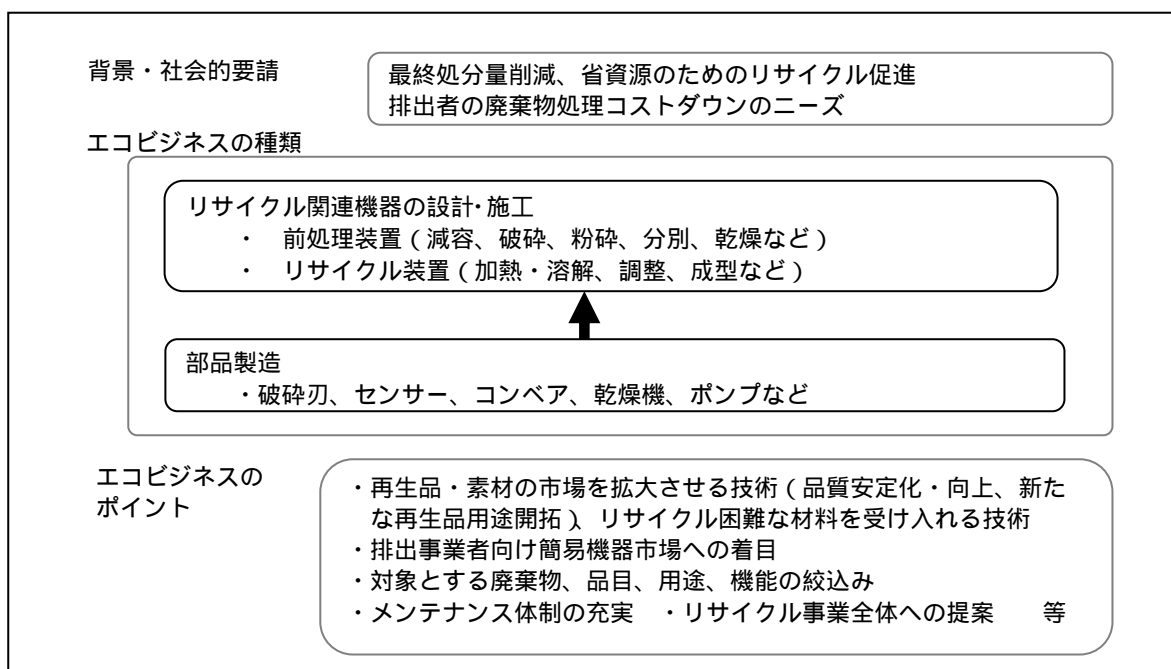 背景・社会的要請
最終処分量削減、省資源のためのリサイクル促進
排出者の廃棄物処理コストダウンのニーズ
エコビジネスの種類
リサイクル関連機器の設計・施工
・ 前処理装置（減容、破砕、粉砕、分別、乾燥など）
・ リサイクル装置（加熱・溶解、調整、成型など）
部品製造
・破砕刃、センサー、コンベア、乾燥機、ポンプなど
エコビジネスの
ポイント
・再生品・素材の市場を拡大させる技術（品質安定化・向上、新た
な再生品用途開拓）、リサイクル困難な材料を受け入れる技術
・排出事業者向け簡易機器市場への着目
・対象とする廃棄物、品目、用途、機能の絞込み
・メンテナンス体制の充実 ・リサイクル事業全体への提案 等